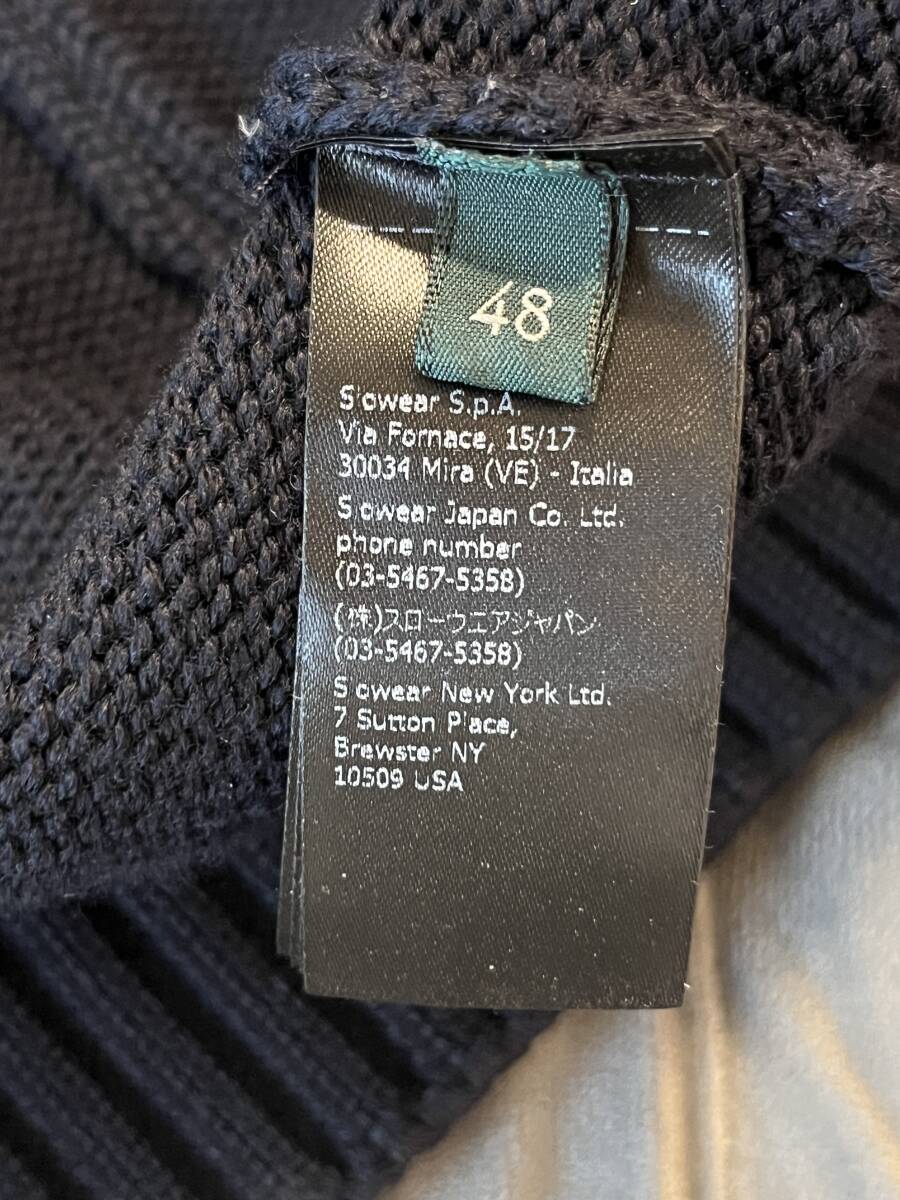 48
Slowear S.p.A.
Via Fornace, 15/17
30034 Mira (VE) - Italia
Slowear Japan Co. Ltd.
phone number
(03-5467-5358)
(株)スローウエアジャパン
(03-5467-5358)
Slowear New York Ltd.
7 Sutton Place,
Brewster NY
10509 USA